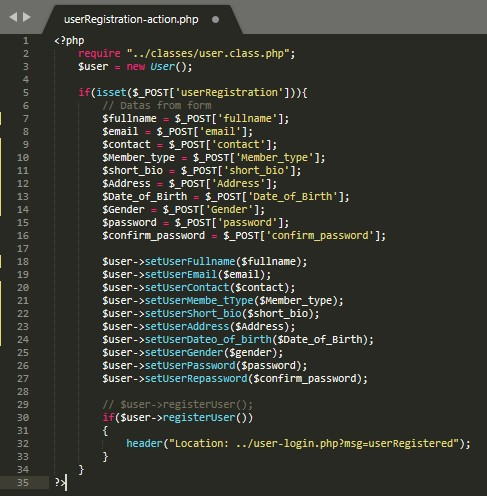 userRegistration-action.php
1 <?php
2 require "../classes/user.class.php";
3 $user = new User();
4
5 if(isset($_POST['userRegistration'])){
6 // Datas from form
7 $fullname = $_POST['fullname'];
8 $email = $_POST['email'];
9 $contact = $_POST['contact'];
10 $Member_type = $_POST['Member_type'];
11 $short_bio = $_POST['short_bio'];
12 $Address = $_POST['Address'];
13 $Date_of_Birth = $_POST['Date_of_Birth'];
14 $Gender = $_POST['Gender'];
15 $password = $_POST['password'];
16 $confirm_password = $_POST['confirm_password'];
17
18 $user->setUserFullname($fullname);
19 $user->setUserEmail($email);
20 $user->setUserContact($contact);
21 $user->setUserMembe_tType($Member_type);
22 $user->setUserShort_bio($short_bio);
23 $user->setUserAddress($Address);
24 $user->setUserDateo_of_birth($Date_of_Birth);
25 $user->setUserGender($gender);
26 $user->setUserPassword($password);
27 $user->setUserRepassword($confirm_password);
28
29 // $user->registerUser();
30 if($user->registerUser())
31 {
32 header("Location: ../user-login.php?msg=userRegistered");
33 }
34 }
35 ?>